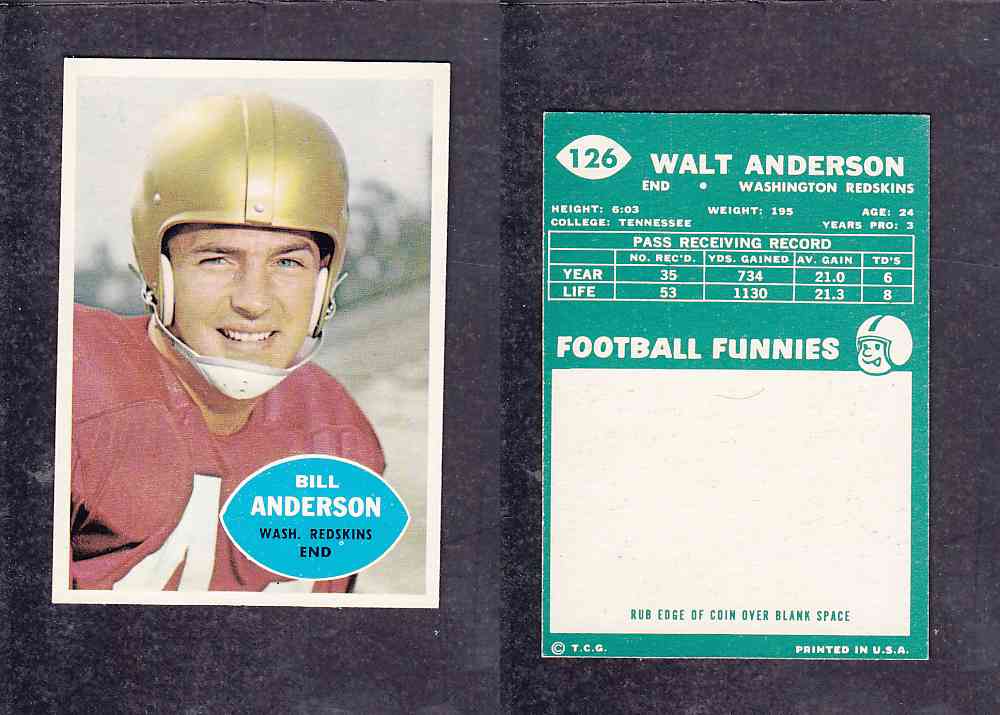 BILL
ANDERSON
WASH. REDSKINS
END
126
WALT ANDERSON
END • WASHINGTON REDSKINS
HEIGHT: 6:03 WEIGHT: 195 AGE: 24
COLLEGE: TENNESSEE YEARS PRO: 3
PASS RECEIVING RECORD
NO. REC'D. YDS. GAINED AV. GAIN TD'S
YEAR 35 734 21.0 6
LIFE 53 1130 21.3 8
FOOTBALL FUNNIES
RUB EDGE OF COIN OVER BLANK SPACE
© T.C.G. PRINTED IN U.S.A.